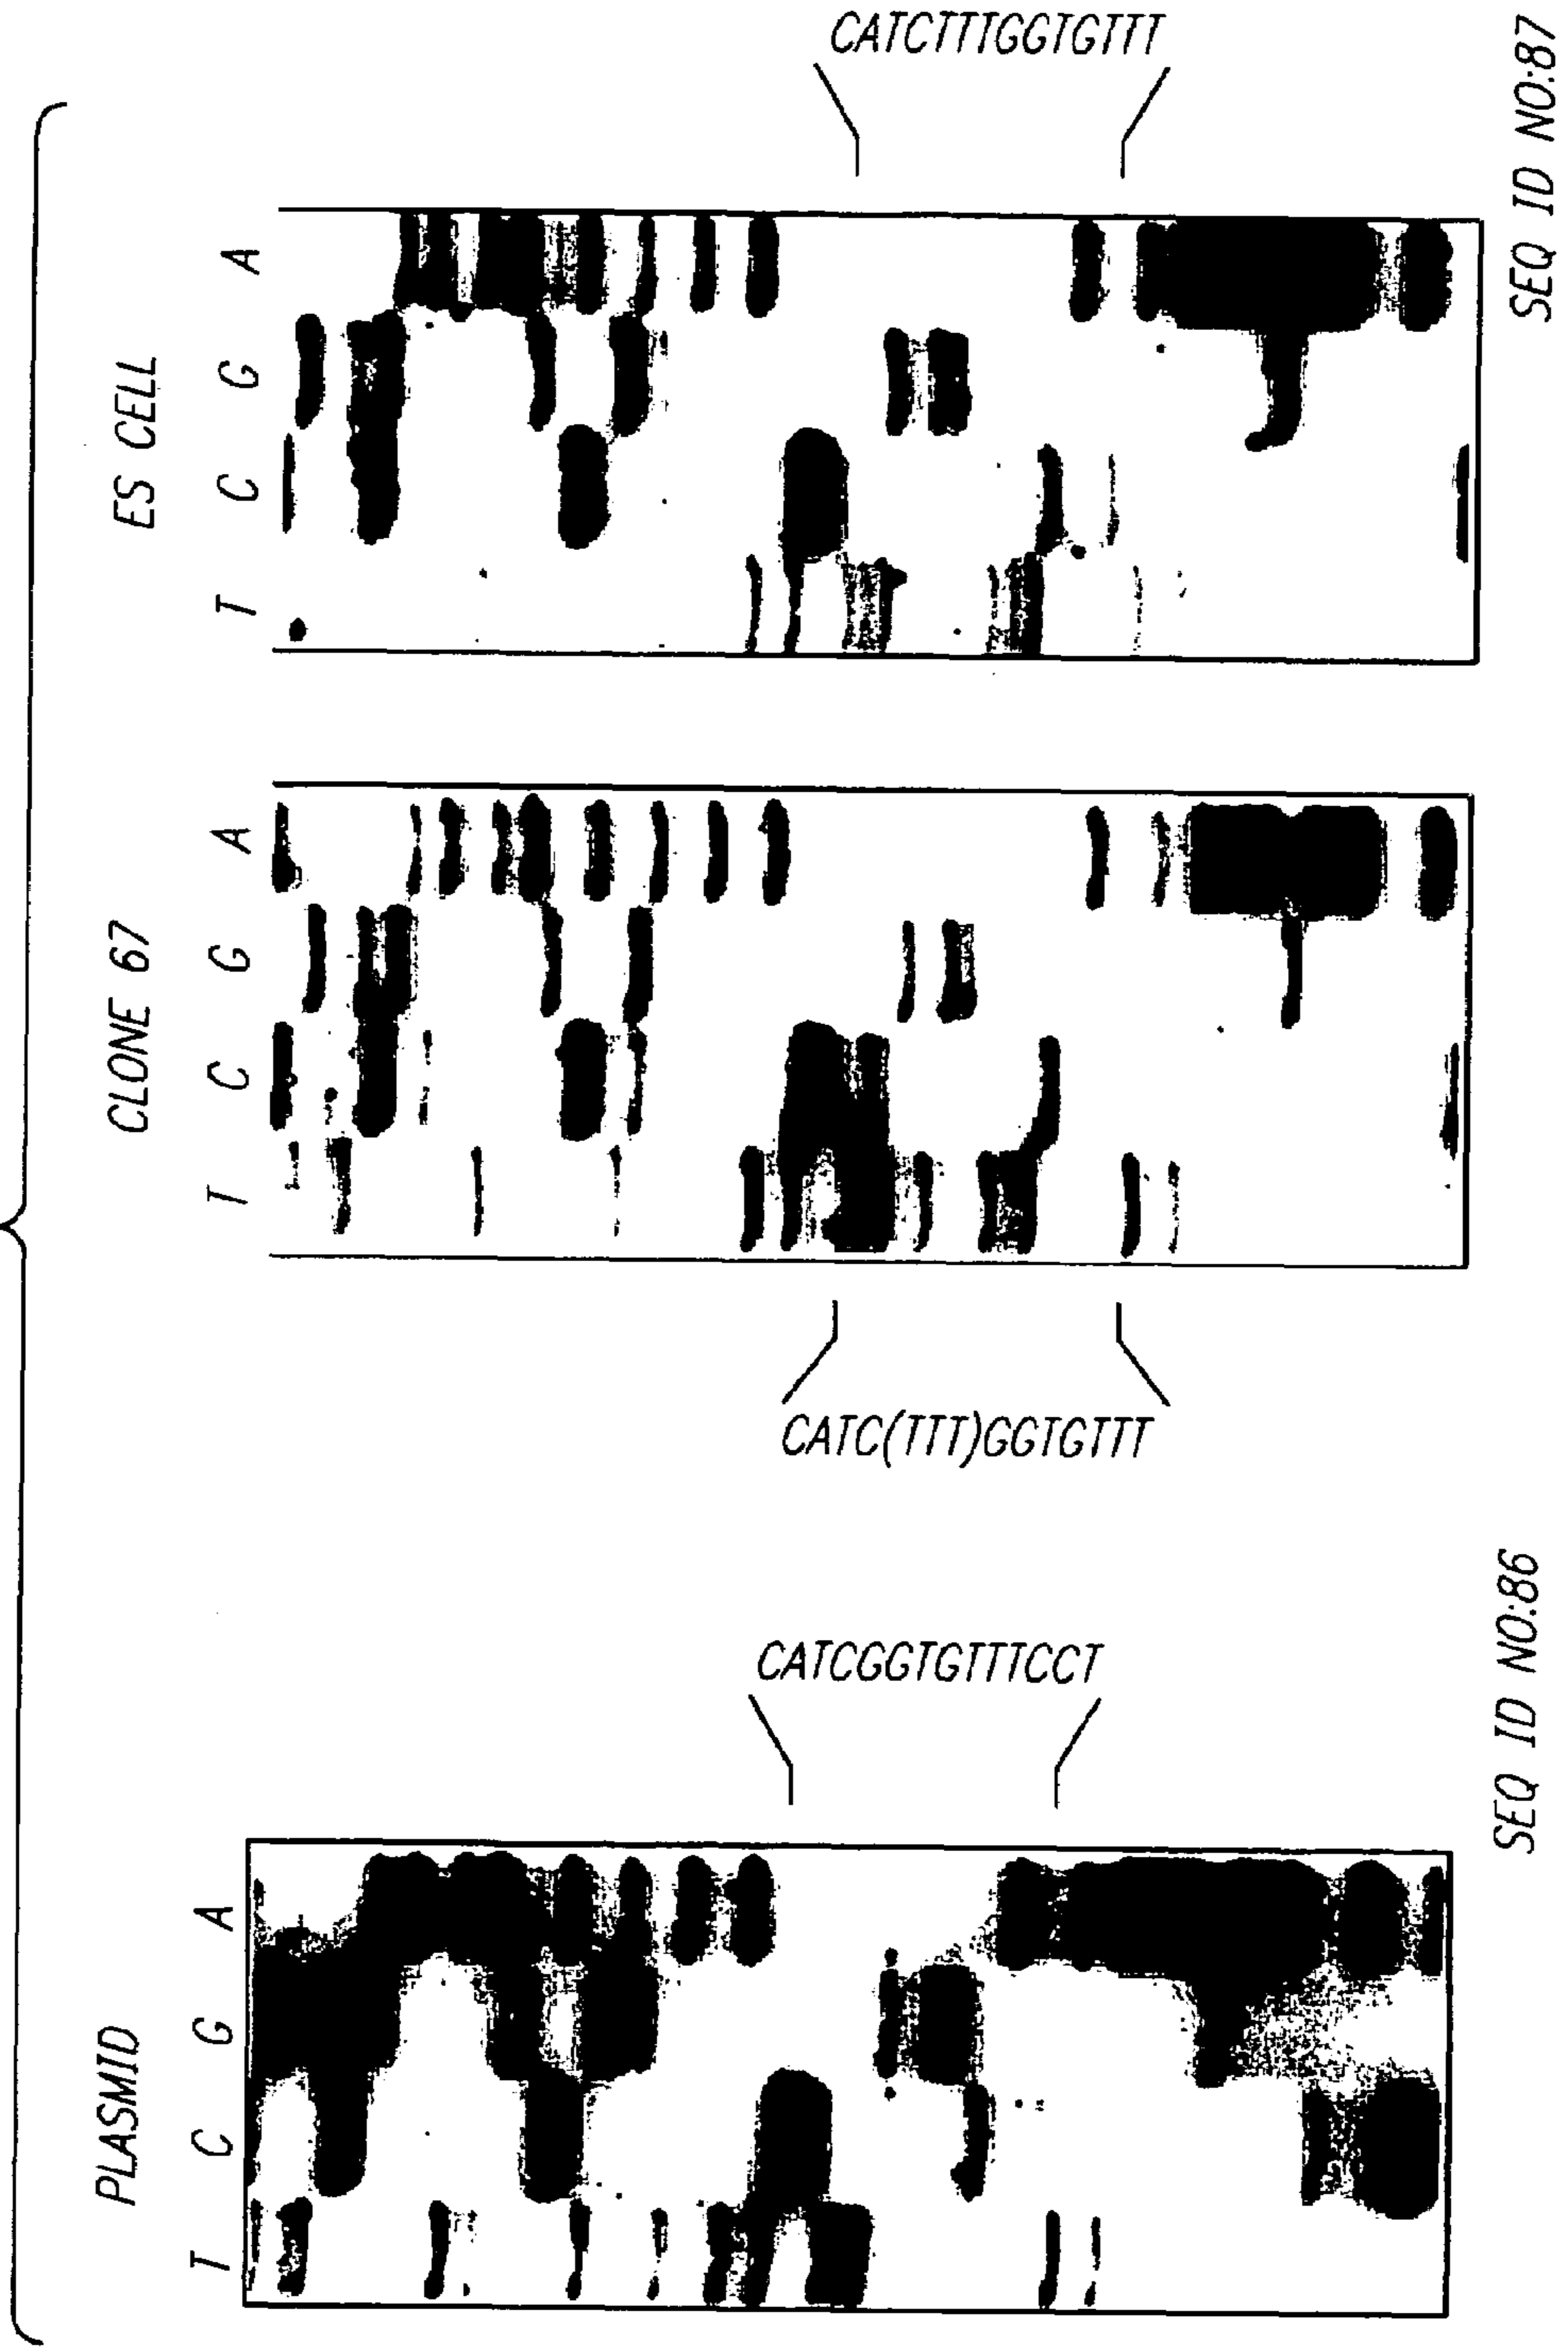 PLASMID
T C G A
CATCGGTGTTTCCT
SEQ ID NO:86
CLONE 67
T C G A
CATC(TTT)GGTGTTT
ES CELL
T C G A
CATCTTTGGTGTTT
SEQ ID NO:87